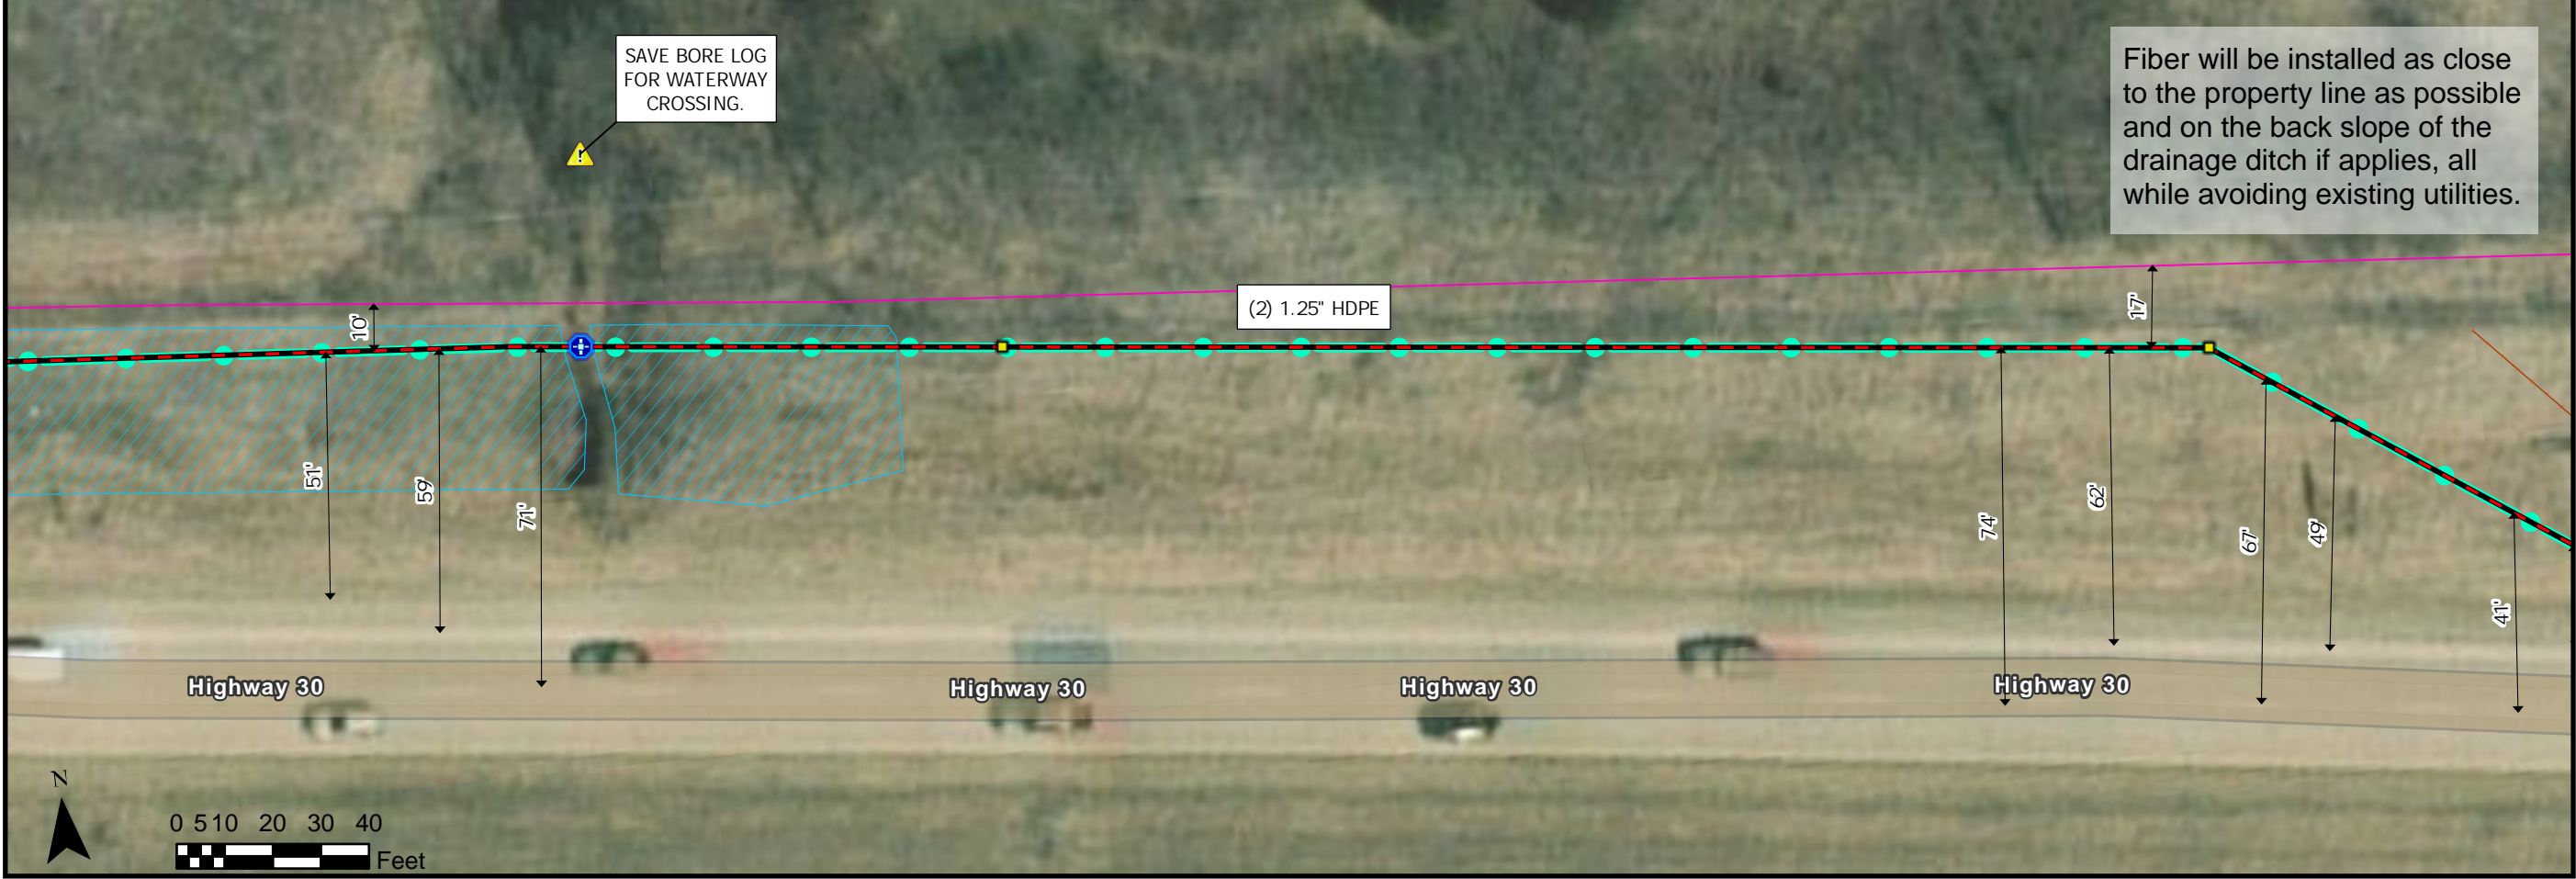 SAVE BORE LOG
FOR WATERWAY
CROSSING.
Fiber will be installed as close
to the property line as possible
and on the back slope of the
drainage ditch if applies, all
while avoiding existing utilities.
(2) 1.25" HDPE
10'
17'
51'
59'
71'
74'
62'
67'
49'
41'
Highway 30
Highway 30
Highway 30
Highway 30
N
0 5 10 20 30 40
Feet